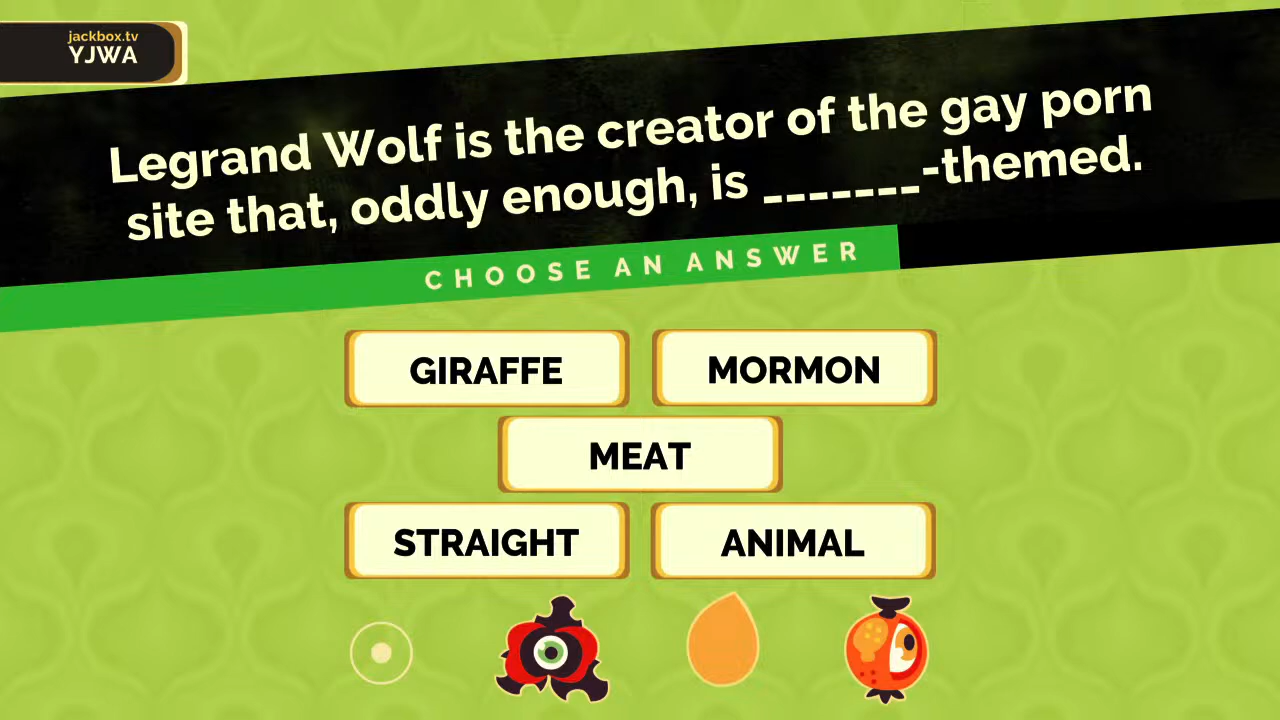 jackbox.tv
YJWA
Legrand Wolf is the creator of the gay porn
site that, oddly enough, is _______-themed.
CHOOSE AN ANSWER
GIRAFFE
MORMON
MEAT
STRAIGHT
ANIMAL